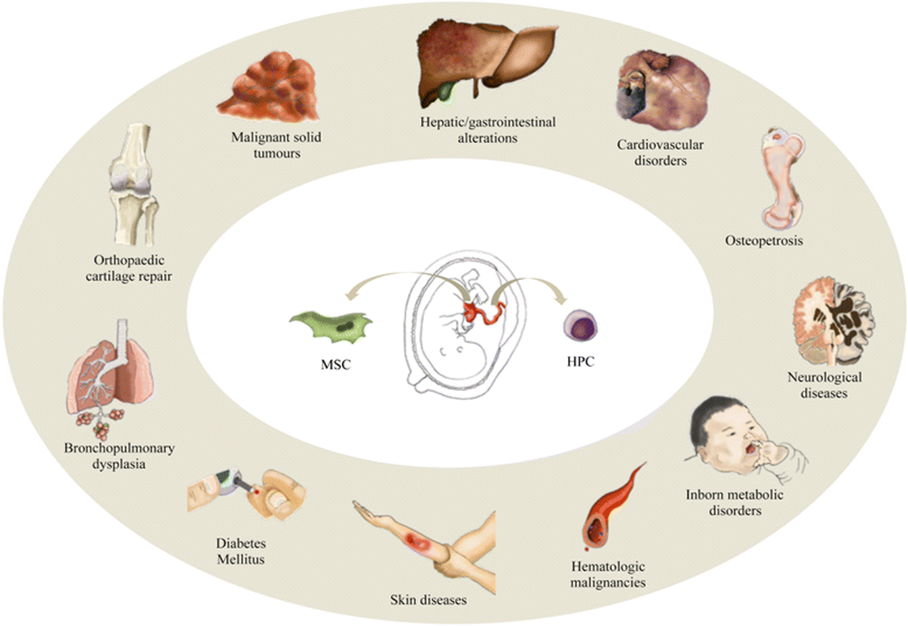 Hepatic/gastrointestinal
alterations
Malignant solid
tumours
Cardiovascular
disorders
Osteopetrosis
Orthopaedic
cartilage repair
MSC
HPC
Neurological
diseases
Bronchopulmonary
dysplasia
Inborn metabolic
disorders
Diabetes
Mellitus
Hematologic
malignancies
Skin diseases